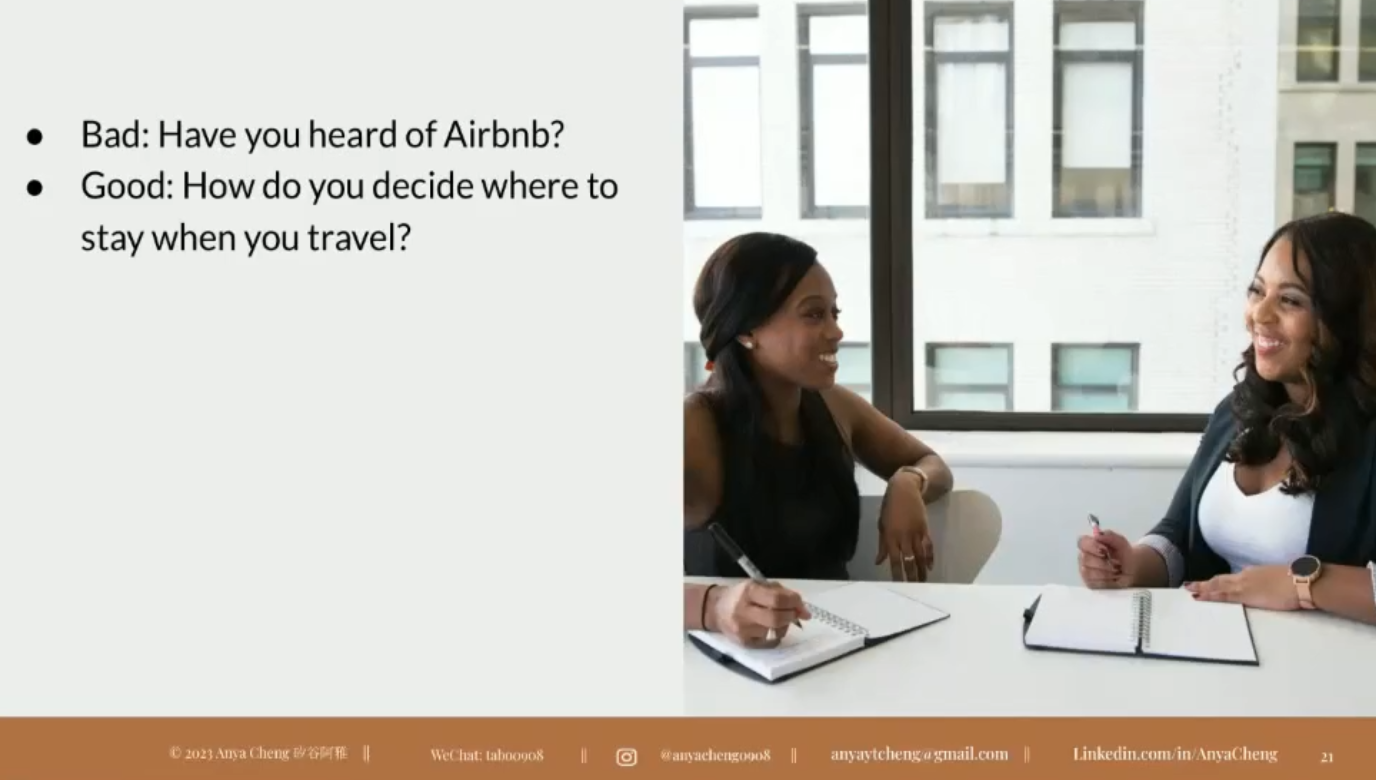 ● Bad: Have you heard of Airbnb?
● Good: How do you decide where to
stay when you travel?
© 2023 Anya Cheng 矽谷阿雅 || WeChat: tab00908 || @anyacheng0908 || anyaytcheng@gmail.com || Linkedin.com/in/AnyaCheng 21